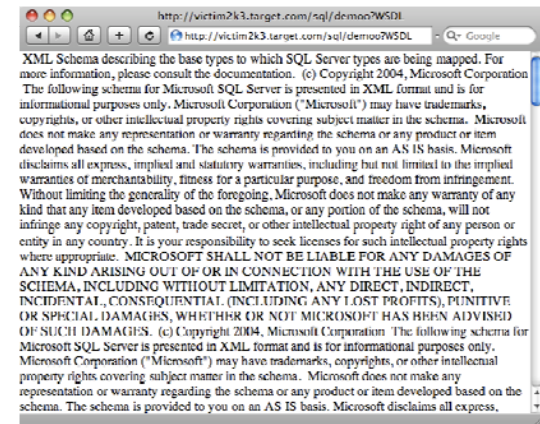 http://victim2k3.target.com/sql/demoo?WSDL
http://victim2k3.target.com/sql/demoo?WSDL
Google
XML Schema describing the base types to which SQL Server types are being mapped. For
more information, please consult the documentation. (c) Copyright 2004, Microsoft Corporation
The following schema for Microsoft SQL Server is presented in XML format and is for
informational purposes only. Microsoft Corporation ("Microsoft") may have trademarks,
copyrights, or other intellectual property rights covering subject matter in the schema. Microsoft
does not make any representation or warranty regarding the schema or any product or item
developed based on the schema. The schema is provided to you on an AS IS basis. Microsoft
disclaims all express, implied and statutory warranties, including but not limited to the implied
warranties of merchantability, fitness for a particular purpose, and freedom from infringement.
Without limiting the generality of the foregoing, Microsoft does not make any warranty of any
kind that any item developed based on the schema, or any portion of the schema, will not
infringe any copyright, patent, trade secret, or other intellectual property right of any person or
entity in any country. It is your responsibility to seek licenses for such intellectual property rights
where appropriate. MICROSOFT SHALL NOT BE LIABLE FOR ANY DAMAGES OF
ANY KIND ARISING OUT OF OR IN CONNECTION WITH THE USE OF THE
SCHEMA, INCLUDING WITHOUT LIMITATION, ANY DIRECT, INDIRECT,
INCIDENTAL, CONSEQUENTIAL (INCLUDING ANY LOST PROFITS), PUNITIVE
OR SPECIAL DAMAGES, WHETHER OR NOT MICROSOFT HAS BEEN ADVISED
OF SUCH DAMAGES. (c) Copyright 2004, Microsoft Corporation The following schema for
Microsoft SQL Server is presented in XML format and is for informational purposes only.
Microsoft Corporation ("Microsoft") may have trademarks, copyrights, or other intellectual
property rights covering subject matter in the schema. Microsoft does not make any
representation or warranty regarding the schema or any product or item developed based on the
schema. The schema is provided to you on an AS IS basis. Microsoft disclaims all express,